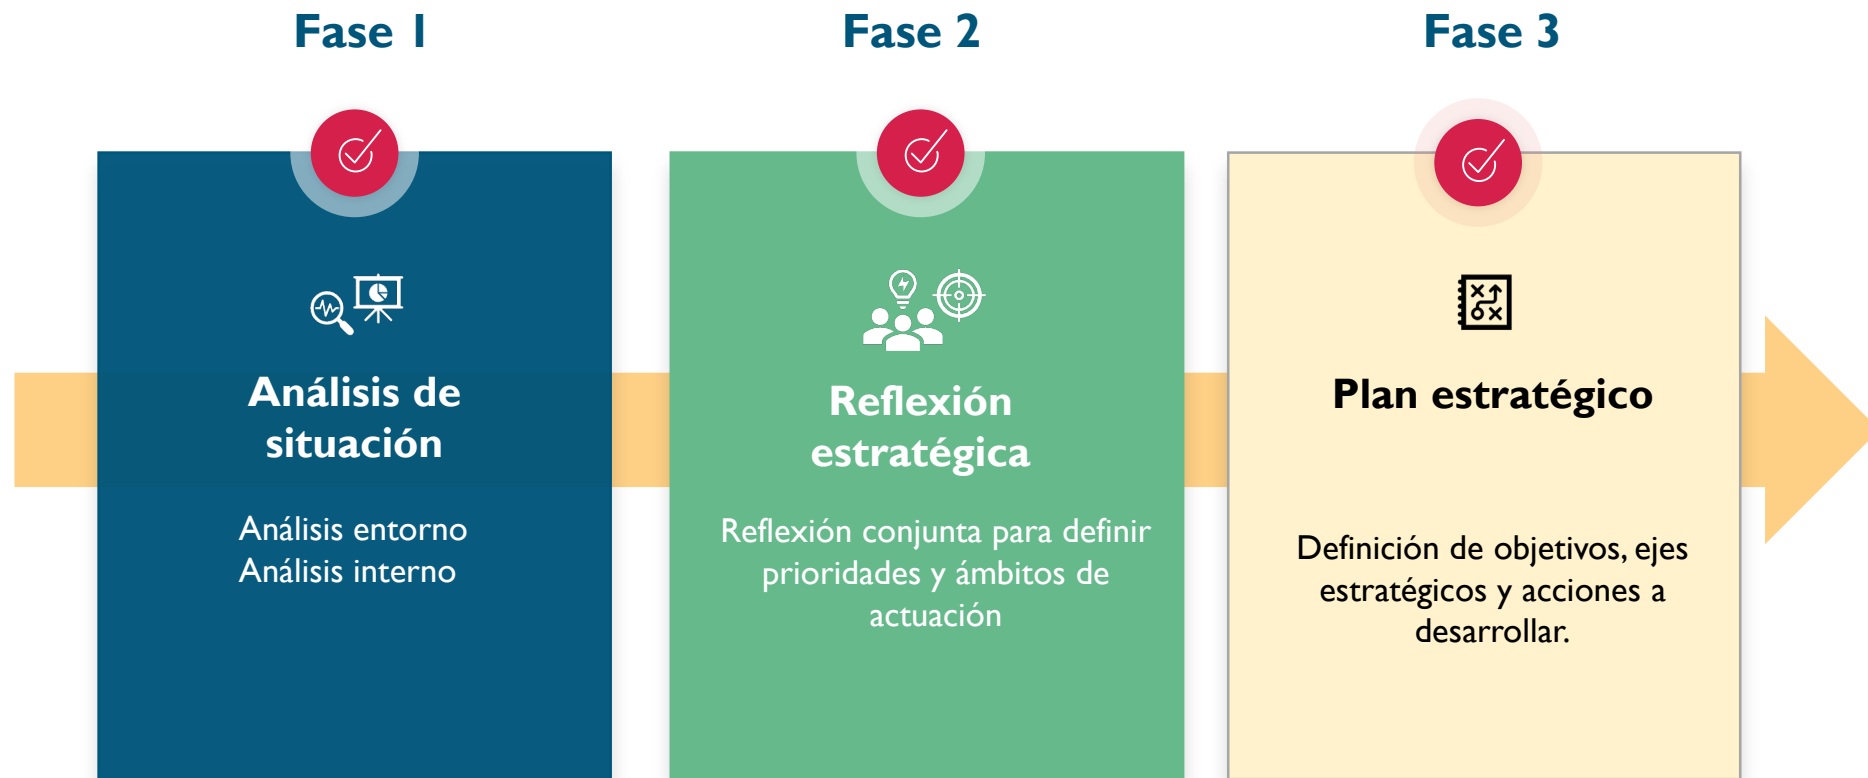 Fase 1
Fase 2
Fase 3
Análisis de
situación
Análisis entorno
Análisis interno
Reflexión
estratégica
Reflexión conjunta para definir
prioridades y ámbitos de
actuación
Plan estratégico
Definición de objetivos, ejes
estratégicos y acciones a
desarrollar.